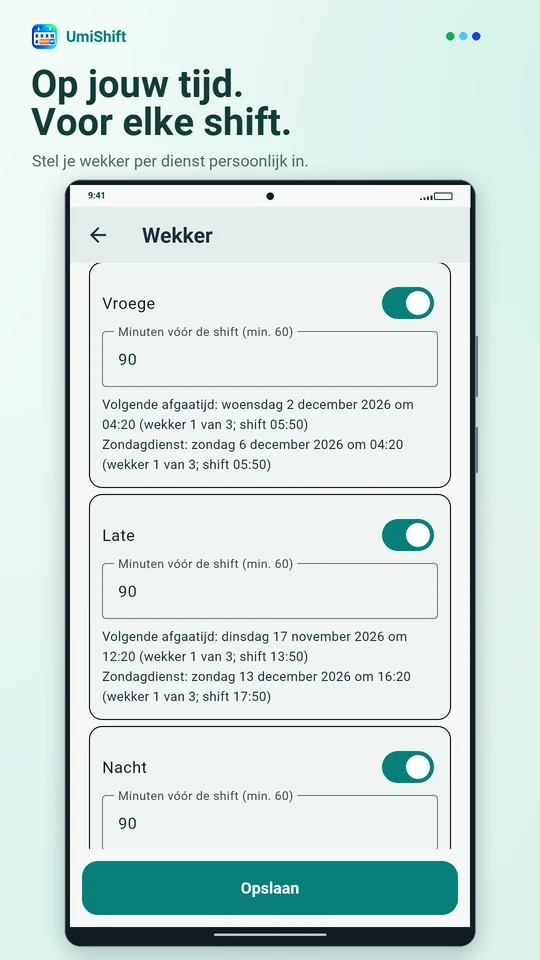 UmiShift
Op jouw tijd.
Voor elke shift.
Stel je wekker per dienst persoonlijk in.
9:41
Wekker
Vroege
Minuten vóór de shift (min. 60)
90
Volgende afgaatijd: woensdag 2 december 2026 om
04:20 (wekker 1 van 3; shift 05:50)
Zondagdienst: zondag 6 december 2026 om 04:20
(wekker 1 van 3; shift 05:50)
Late
Minuten vóór de shift (min. 60)
90
Volgende afgaatijd: dinsdag 17 november 2026 om
12:20 (wekker 1 van 3; shift 13:50)
Zondagdienst: zondag 13 december 2026 om 16:20
(wekker 1 van 3; shift 17:50)
Nacht
Minuten vóór de shift (min. 60)
90
Opslaan